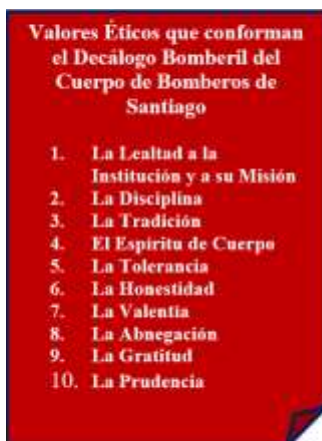 Valores Éticos que conforman
el Decálogo Bomberil del
Cuerpo de Bomberos de
Santiago
1. La Lealtad a la
Institución y a su Misión
2. La Disciplina
3. La Tradición
4. El Espíritu de Cuerpo
5. La Tolerancia
6. La Honestidad
7. La Valentía
8. La Abnegación
9. La Gratitud
10. La Prudencia